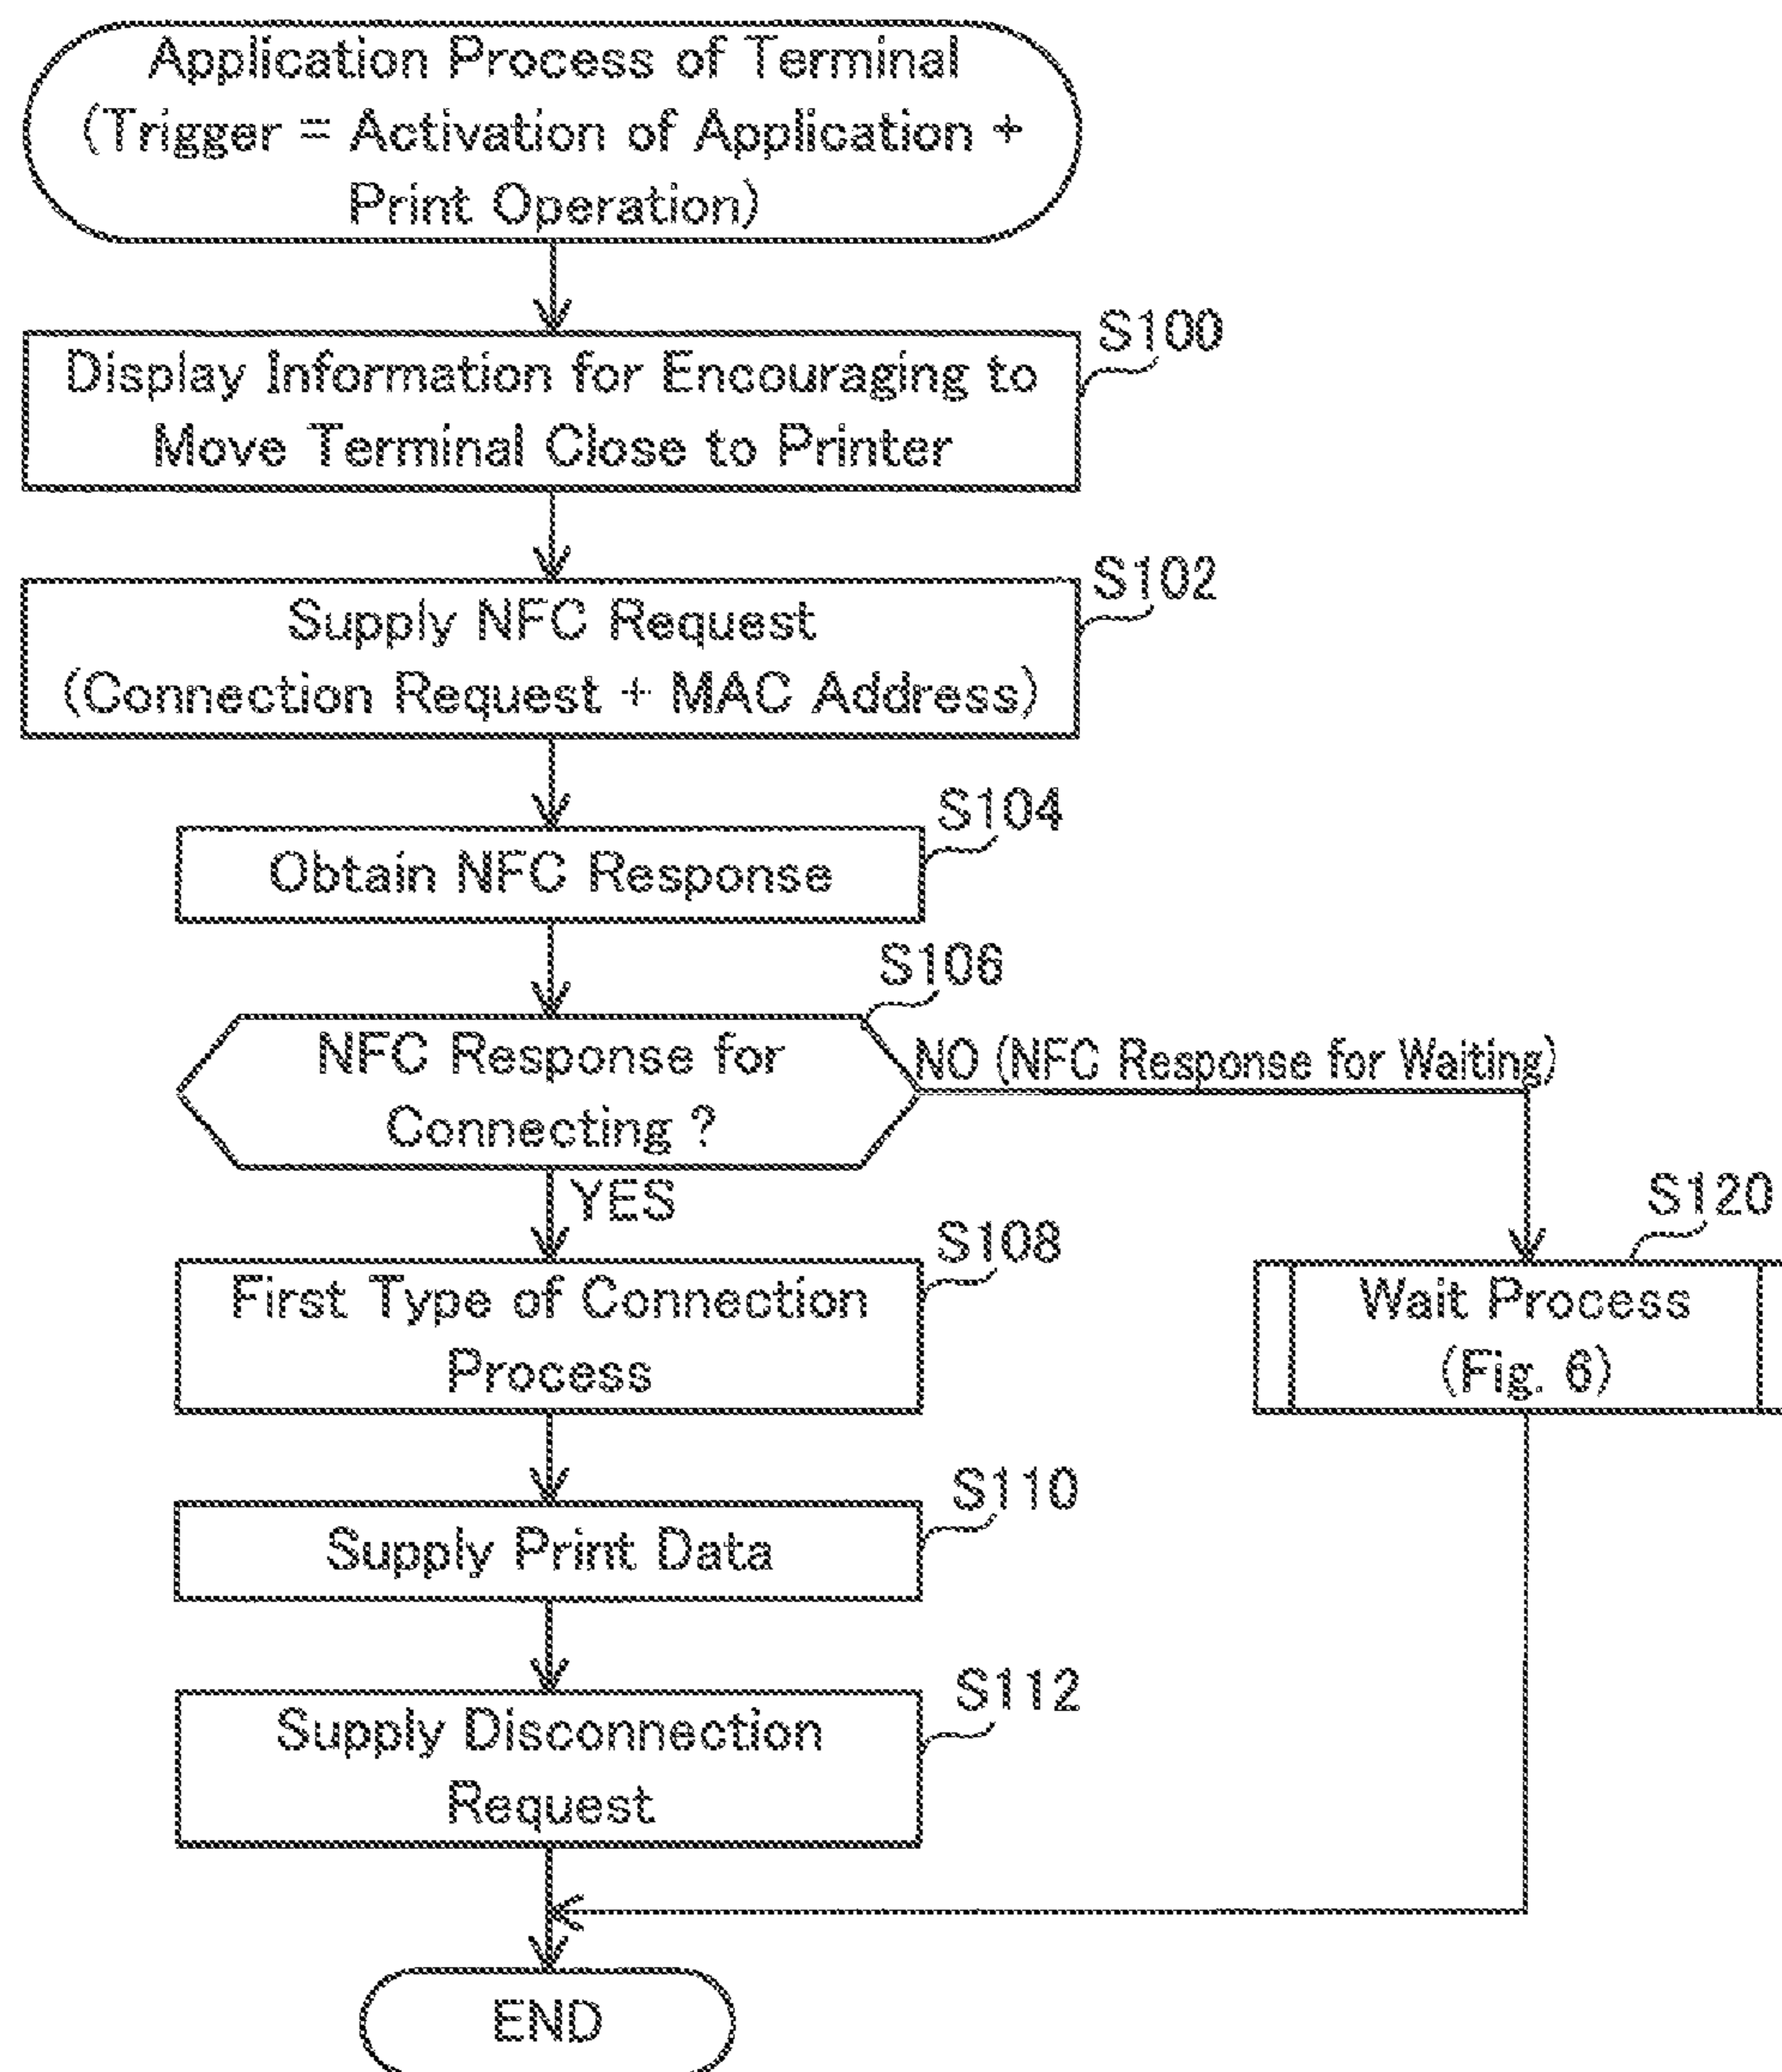 Application Process of Terminal
(Trigger = Activation of Application +
Print Operation)
S100
Display Information for Encouraging to
Move Terminal Close to Printer
S102
Supply NFC Request
(Connection Request + MAC Address)
S104
Obtain NFC Response
S106
NFC Response for
Connecting ?
NO (NFC Response for Waiting)
YES
S108
First Type of Connection
Process
S120
Wait Process
(Fig. 6)
S110
Supply Print Data
S112
Supply Disconnection
Request
END